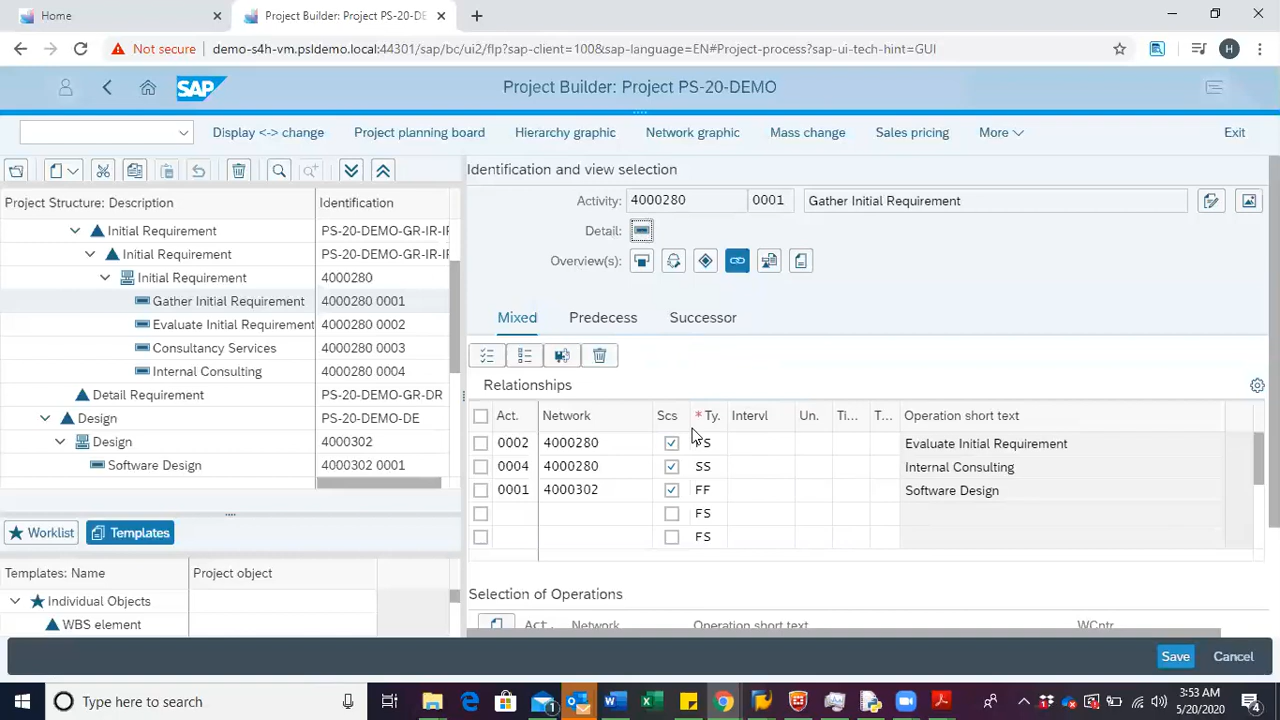 Home
Project Builder: Project PS-20-DE
Not secure demo-s4h-vm.psldemo.local:44301/sap/bc/ui2/flp?sap-client=100&sap-language=EN#Project-process?sap-ui-tech-hint=GUI
H
SAP Project Builder: Project PS-20-DEMO
Display <-> change Project planning board Hierarchy graphic Network graphic Mass change Sales pricing More Exit
Project Structure: Description Identification
Initial Requirement PS-20-DEMO-GR-IR-IF
Initial Requirement PS-20-DEMO-GR-IR-IF
Initial Requirement 4000280
Gather Initial Requirement 4000280 0001
Evaluate Initial Requirement 4000280 0002
Consultancy Services 4000280 0003
Internal Consulting 4000280 0004
Detail Requirement PS-20-DEMO-GR-DR
Design PS-20-DEMO-DE
Design 4000302
Software Design 4000302 0001
Worklist Templates
Templates: Name Project object
Individual Objects
WBS element
Identification and view selection
Activity: 4000280 0001 Gather Initial Requirement
Detail:
Overview(s):
Mixed Predecess Successor
Relationships
Act. Network Scs * Ty. Intervl Un. Ti... T... Operation short text
0002 4000280 FS Evaluate Initial Requirement
0004 4000280 SS Internal Consulting
0001 4000302 FF Software Design
FS
FS
Selection of Operations
Act. Network Operation short text WCntr
Save Cancel
Type here to search
3:53 AM
5/20/2020